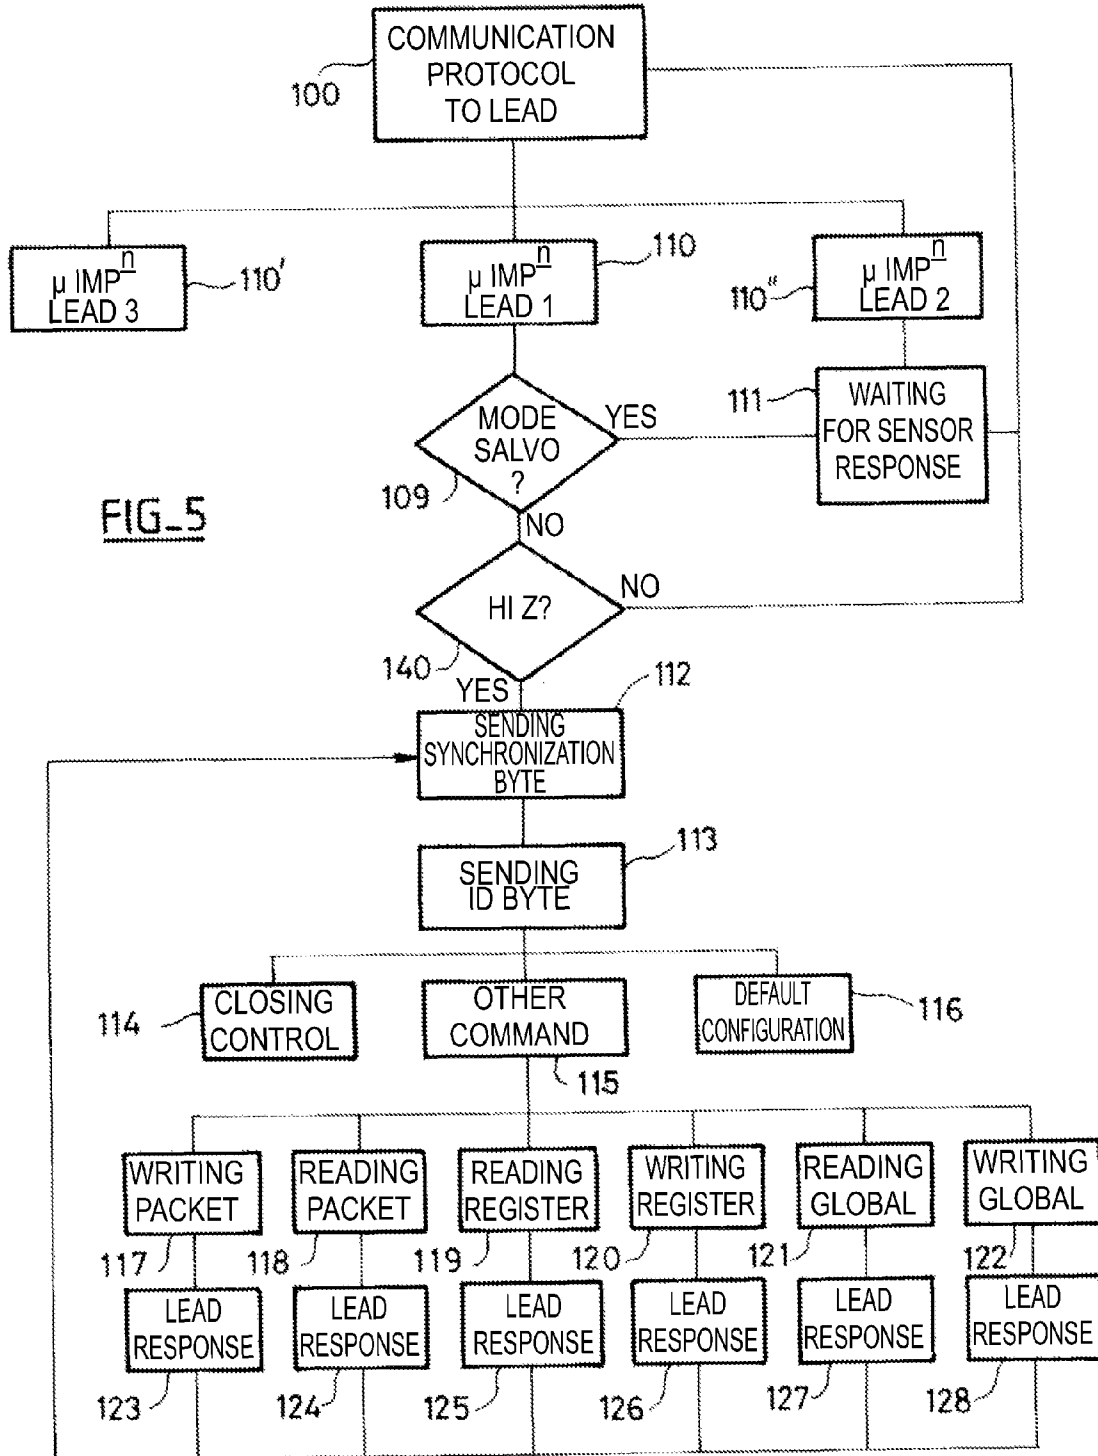 COMMUNICATION
PROTOCOL
TO LEAD
100
µ IMPn
LEAD 3
110'
µ IMPn
LEAD 1
110
µ IMPn
LEAD 2
110"
MODE
SALVO
?
109
YES
NO
WAITING
FOR SENSOR
RESPONSE
111
FIG_5
HI Z?
140
NO
YES
SENDING
SYNCHRONIZATION
BYTE
112
SENDING
ID BYTE
113
CLOSING
CONTROL
114
OTHER
COMMAND
115
DEFAULT
CONFIGURATION
116
WRITING
PACKET
117
READING
PACKET
118
READING
REGISTER
119
WRITING
REGISTER
120
READING
GLOBAL
121
WRITING
GLOBAL
122
LEAD
RESPONSE
123
LEAD
RESPONSE
124
LEAD
RESPONSE
125
LEAD
RESPONSE
126
LEAD
RESPONSE
127
LEAD
RESPONSE
128